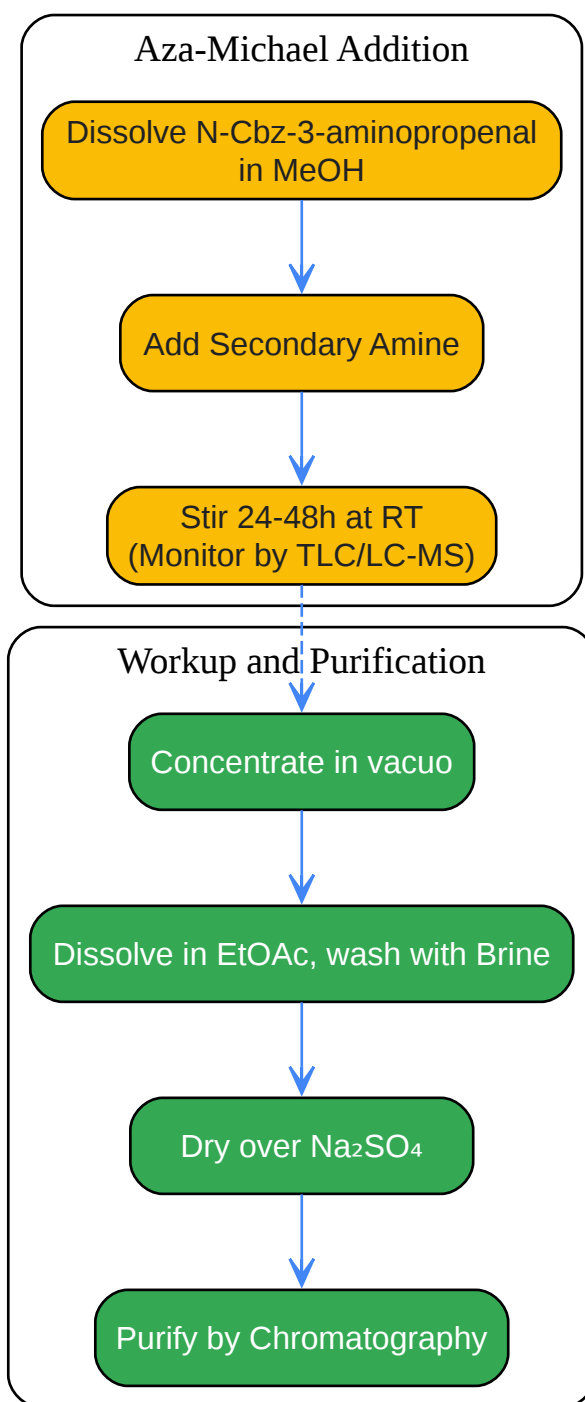 Aza-Michael Addition
Dissolve N-Cbz-3-aminopropenal
in MeOH
Add Secondary Amine
Stir 24-48h at RT
(Monitor by TLC/LC-MS)
Workup and Purification
Concentrate in vacuo
Dissolve in EtOAc, wash with Brine
Dry over Na₂SO₄
Purify by Chromatography